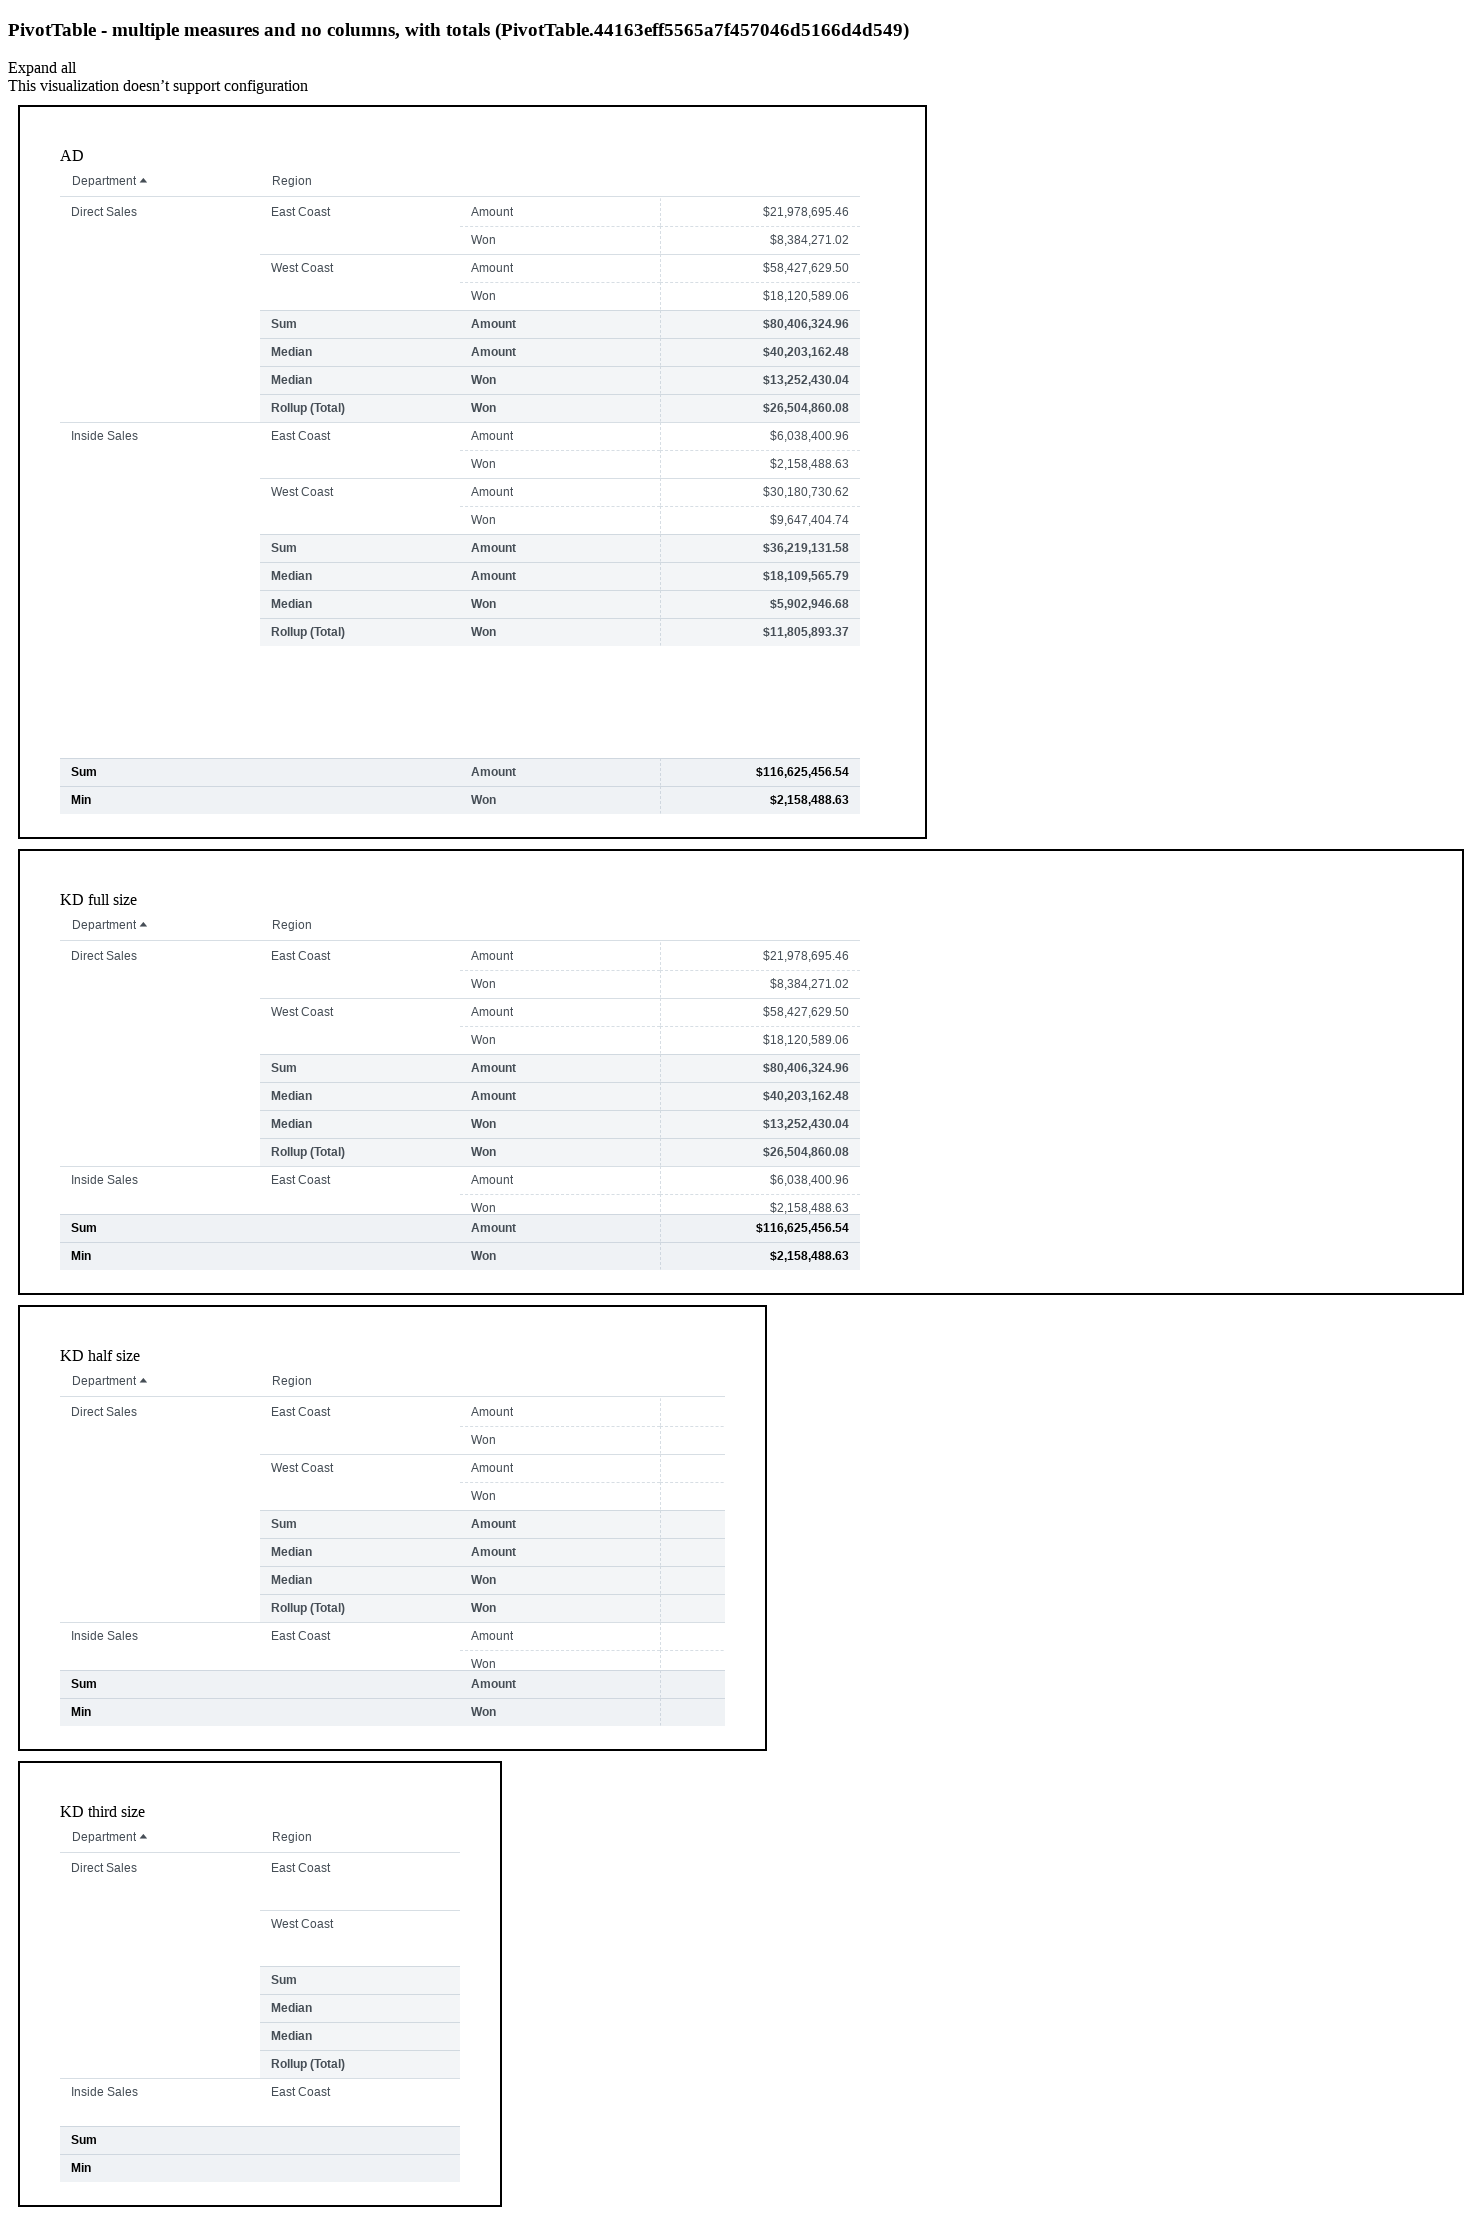 PivotTable - multiple measures and no columns, with totals (PivotTable.44163eff5565a7f457046d5166d4d549)
Expand all
This visualization doesn’t support configuration
AD
Department Region
Direct Sales East Coast Amount $21,978,695.46
Won $8,384,271.02
West Coast Amount $58,427,629.50
Won $18,120,589.06
Sum Amount $80,406,324.96
Median Amount $40,203,162.48
Median Won $13,252,430.04
Rollup (Total) Won $26,504,860.08
Inside Sales East Coast Amount $6,038,400.96
Won $2,158,488.63
West Coast Amount $30,180,730.62
Won $9,647,404.74
Sum Amount $36,219,131.58
Median Amount $18,109,565.79
Median Won $5,902,946.68
Rollup (Total) Won $11,805,893.37
Sum Amount $116,625,456.54
Min Won $2,158,488.63
KD full size
Department Region
Direct Sales East Coast Amount $21,978,695.46
Won $8,384,271.02
West Coast Amount $58,427,629.50
Won $18,120,589.06
Sum Amount $80,406,324.96
Median Amount $40,203,162.48
Median Won $13,252,430.04
Rollup (Total) Won $26,504,860.08
Inside Sales East Coast Amount $6,038,400.96
Won $2,158,488.63
Sum Amount $116,625,456.54
Min Won $2,158,488.63
KD half size
Department Region
Direct Sales East Coast Amount
Won
West Coast Amount
Won
Sum Amount
Median Amount
Median Won
Rollup (Total) Won
Inside Sales East Coast Amount
Won
Sum Amount
Min Won
KD third size
Department Region
Direct Sales East Coast
West Coast
Sum
Median
Median
Rollup (Total)
Inside Sales East Coast
Sum
Min